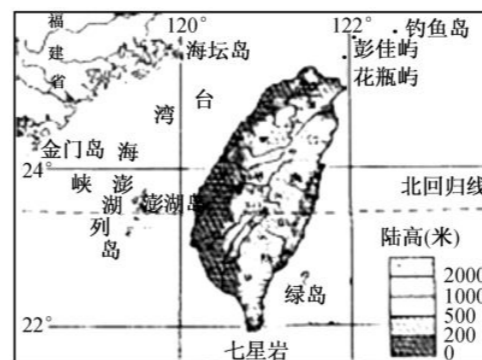 120°
122°
福建省
海坛岛
钓鱼岛
彭佳屿
花瓶屿
台湾海峡
金门岛
24°
澎湖列岛
澎湖岛
北回归线
陆高(米)
2000
1000
500
200
0
绿岛
22°
七星岩